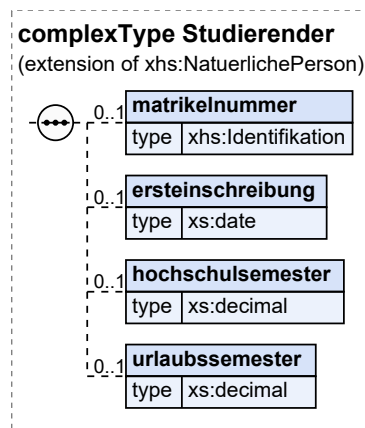 complexType Studierender
(extension of xhs:NatuerlichePerson)
0..1 matrikelnummer
type xhs:Identifikation
0..1 ersteinschreibung
type xs:date
0..1 hochschulsemester
type xs:decimal
0..1 urlaubssemester
type xs:decimal